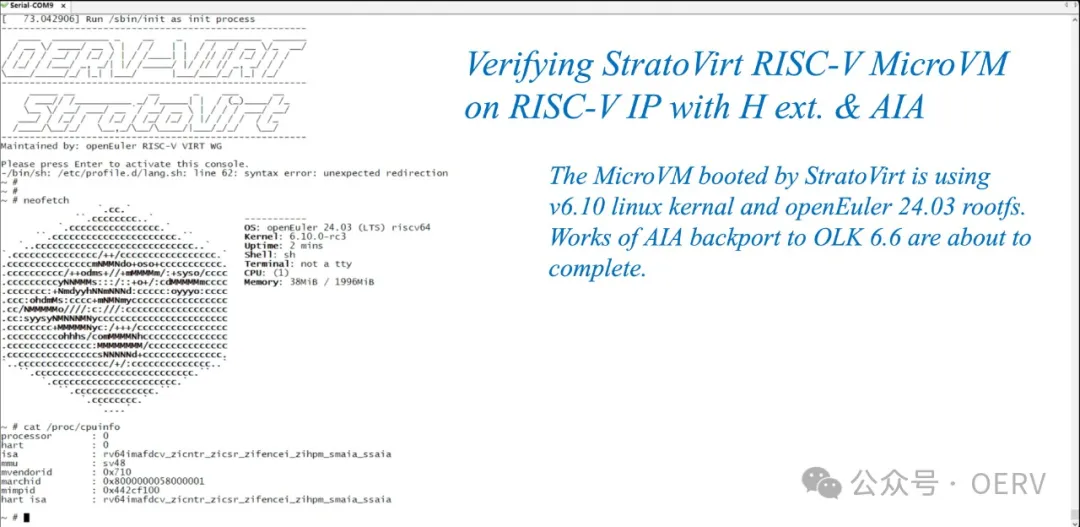 Serial-COM9
[   73.042906] Run /sbin/init as init process
OERV-VIRT
StratoVirt
Maintained by: openEuler RISC-V VIRT WG
Please press Enter to activate this console.
-/bin/sh: /etc/profile.d/lang.sh: line 62: syntax error: unexpected redirection
~ #
~ #
~ # neofetch
OS: openEuler 24.03 (LTS) riscv64
Kernel: 6.10.0-rc3
Uptime: 2 mins
Shell: sh
Terminal: not a tty
CPU: (1)
Memory: 38MiB / 1996MiB
~ # cat /proc/cpuinfo
processor : 0
hart : 0
isa : rv64imafdcv_zicntr_zicsr_zifencei_zihpm_smaia_ssaia
mmu : sv48
mvendorid : 0x710
marchid : 0x8000000058000001
mimpid : 0x442cf100
hart isa : rv64imafdcv_zicntr_zicsr_zifencei_zihpm_smaia_ssaia
~ #
Verifying StratoVirt RISC-V MicroVM
on RISC-V IP with H ext. & AIA
The MicroVM booted by StratoVirt is using
v6.10 linux kernal and openEuler 24.03 rootfs.
Works of AIA backport to OLK 6.6 are about to
complete.
公众号 · OERV